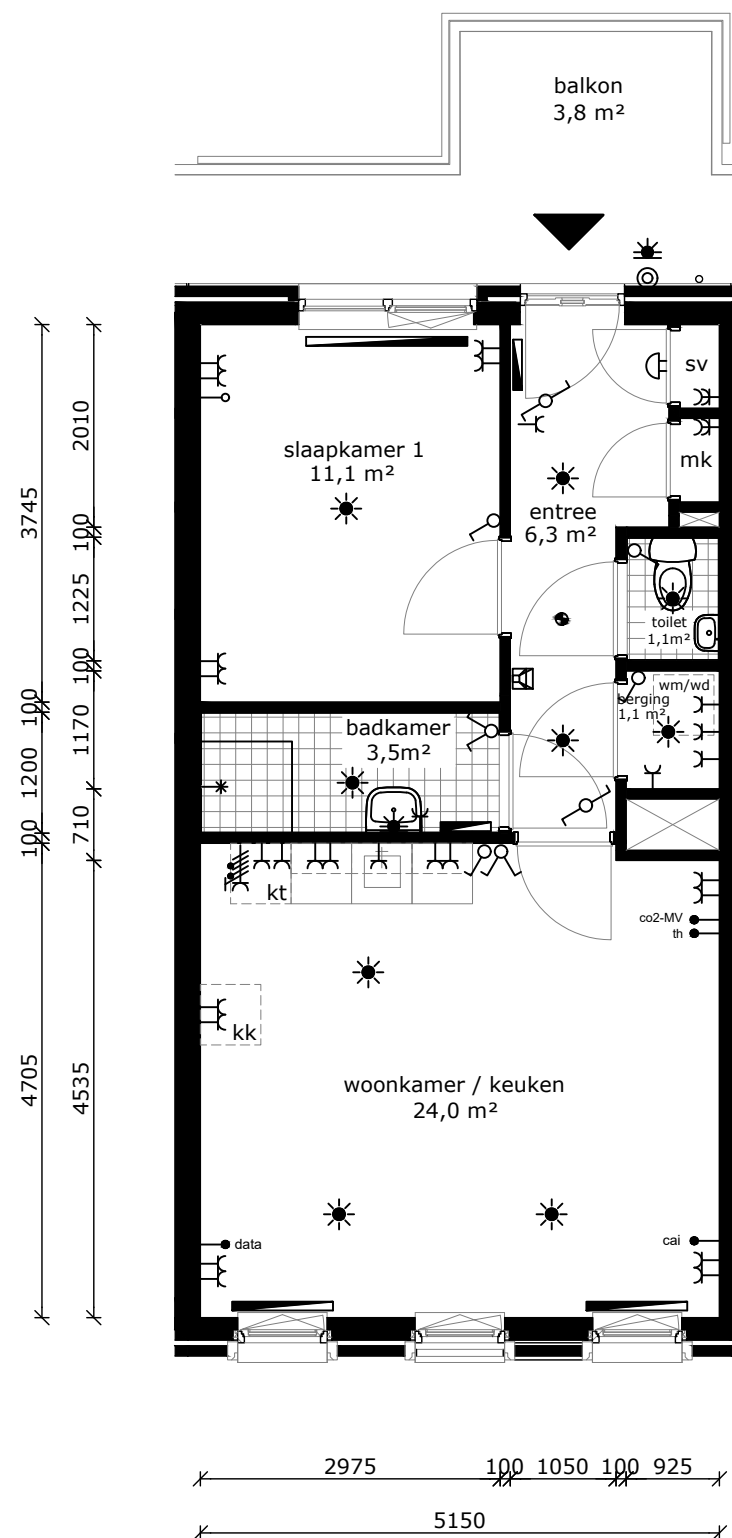 balkon
3,8 m²
sv
mk
slaapkamer 1
11,1 m²
entree
6,3 m²
toilet
1,1m²
wm/wd
berging
1,1 m²
badkamer
3,5m²
kt
co2-MV
th
kk
woonkamer / keuken
24,0 m²
data
cai
3745
100
1200
100
4705
2010
100
1225
100
1170
710
4535
2975
100
1050
100
925
5150